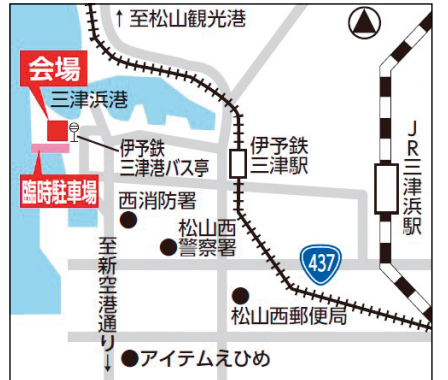 ↑至松山観光港
会場
三津浜港
伊予鉄
三津港バス亭
臨時駐車場
伊予鉄
三津駅
JR三津浜駅
西消防署
松山西
警察署
437
至新空港通り→
松山西郵便局
●アイテムえひめ